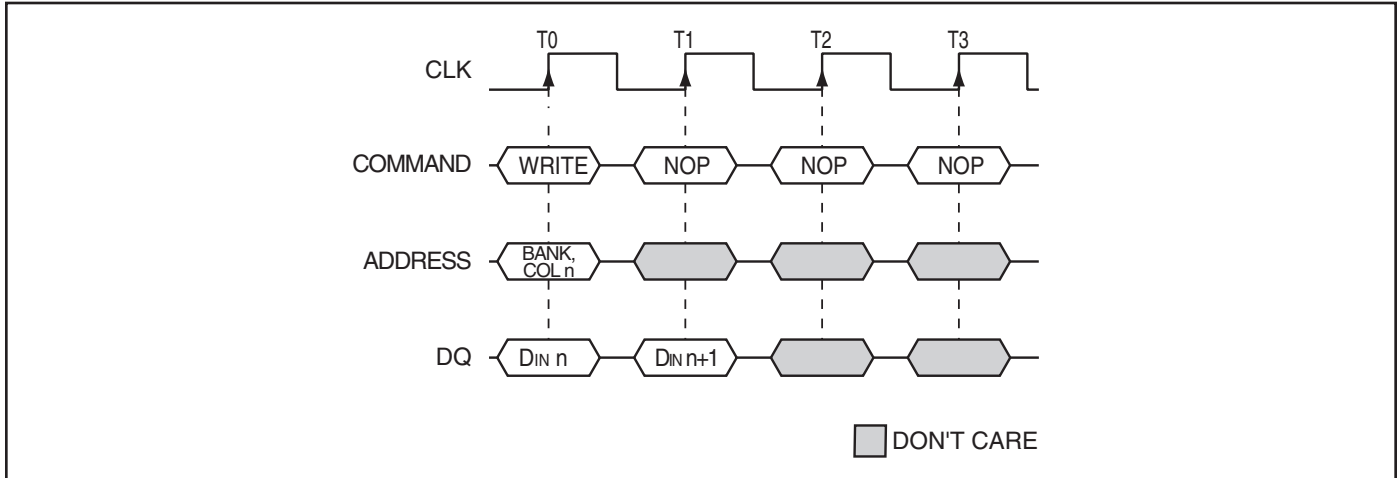 T0 T1 T2 T3
CLK
COMMAND WRITE NOP NOP NOP
ADDRESS BANK,
COL n
DQ DIN n DIN n+1
DON'T CARE